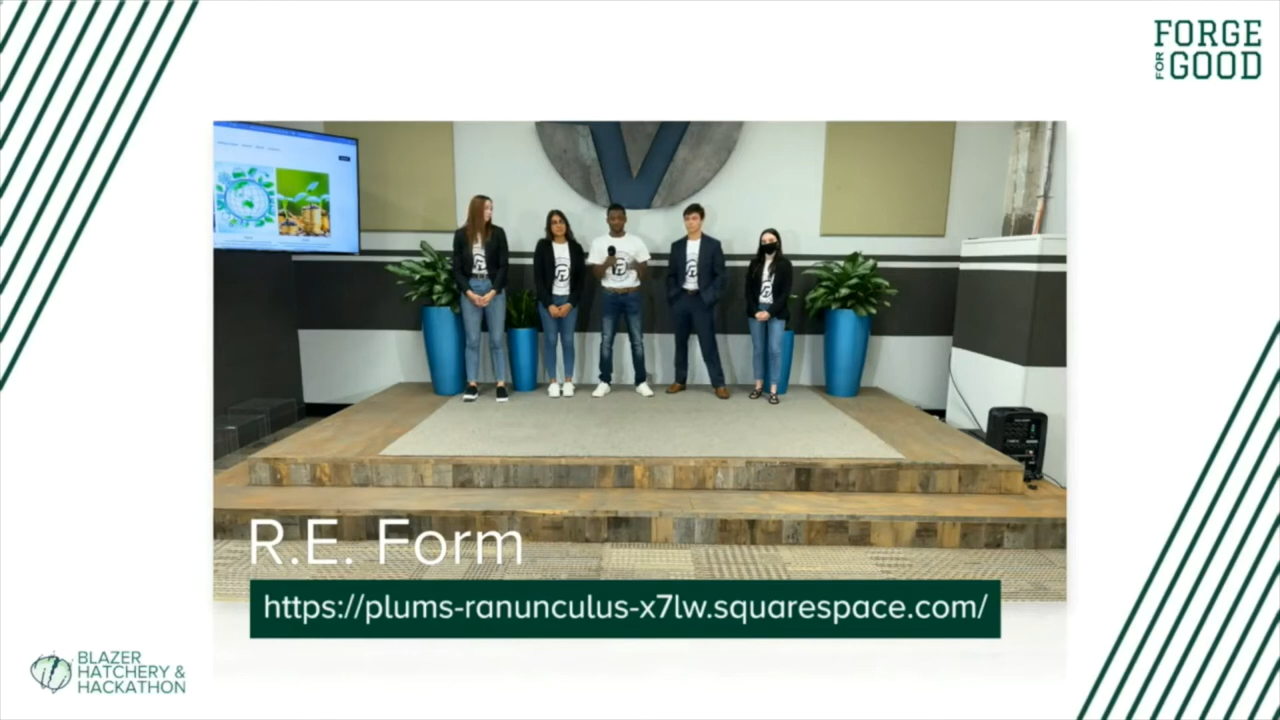 FORGE
FOR
GOOD
R.E. Form
https://plums-ranunculus-x7lw.squarespace.com/
BLAZER
HATCHERY &
HACKATHON